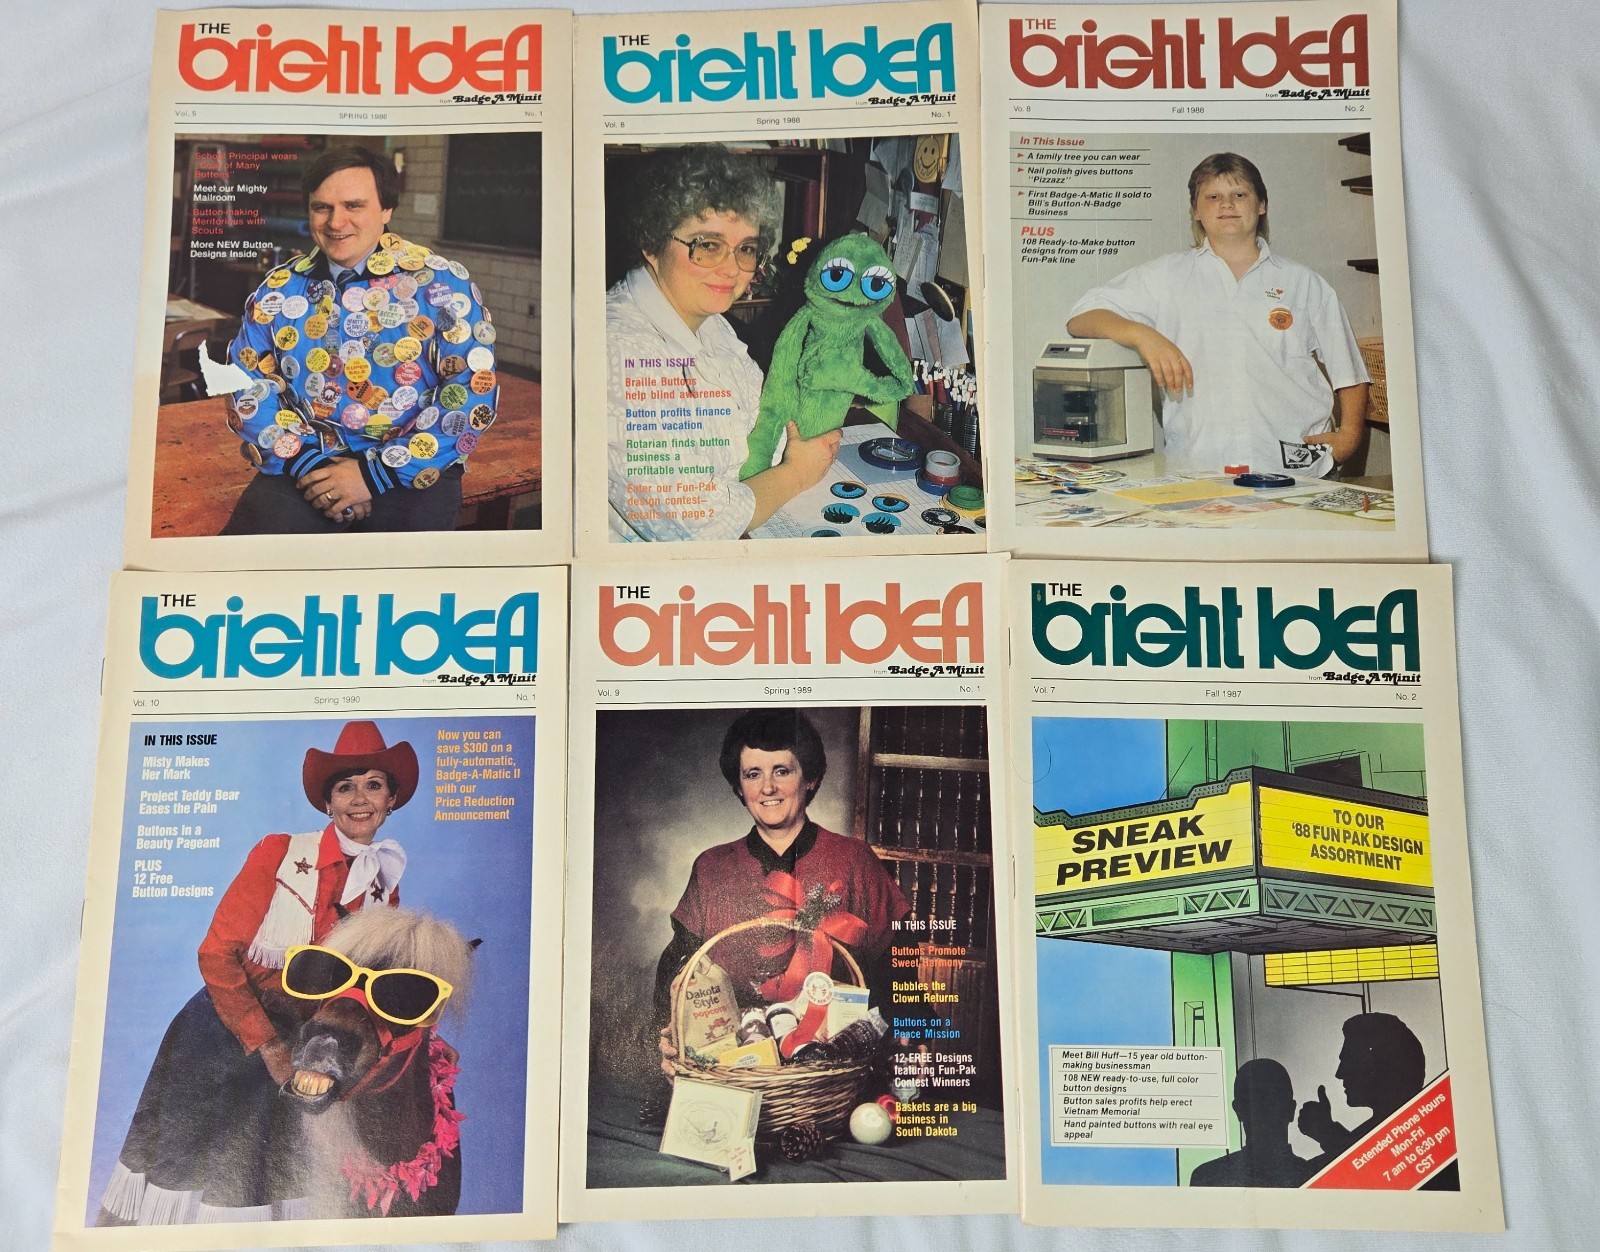 THE
bright IdEA
from Badge A Minit
Vol. 5 SPRING 1986 No. 1
School Principal wears
"Coat of Many
Buttons"
Meet our Mighty
Mailroom
Button-making
Meritorious with
Scouts
More NEW Button
Designs Inside
THE
bright IdEA
from Badge A Minit
Vol. 8 Spring 1988 No. 1
IN THIS ISSUE
Braille Buttons
help blind awareness
Button profits finance
dream vacation
Rotarian finds button
business a
profitable venture
Enter our Fun-Pak
design contest—
details on page 2
THE
bright IdEA
from Badge A Minit
Vo. 8 Fall 1988 No. 2
In This Issue
A family tree you can wear
Nail polish gives buttons
"Pizzazz"
First Badge-A-Matic II sold to
Bill's Button-N-Badge
Business
PLUS
108 Ready-to-Make button
designs from our 1989
Fun-Pak line
THE
bright IdEA
from Badge A Minit
Vol. 10 Spring 1990 No. 1
IN THIS ISSUE
Misty Makes
Her Mark
Project Teddy Bear
Eases the Pain
Buttons in a
Beauty Pageant
PLUS
12 Free
Button Designs
Now you can
save $300 on a
fully-automatic,
Badge-A-Matic II
with our
Price Reduction
Announcement
THE
bright IdEA
from Badge A Minit
Vol. 9 Spring 1989 No. 1
Dakota
Style
popcorn
IN THIS ISSUE
Buttons Promote
Sweet Harmony
Bubbles the
Clown Returns
Buttons on a
Peace Mission
12 FREE Designs
featuring Fun-Pak
Contest Winners
Baskets are a big
business in
South Dakota
THE
bright IdEA
from Badge A Minit
Vol. 7 Fall 1987 No. 2
SNEAK
PREVIEW
TO OUR
'88 FUN PAK DESIGN
ASSORTMENT
Meet Bill Huff—15 year old button-
making businessman
108 NEW ready-to-use, full color
button designs
Button sales profits help erect
Vietnam Memorial
Hand painted buttons with real eye
appeal
Extended Phone Hours
Mon-Fri
7 am to 6:30 pm
CST